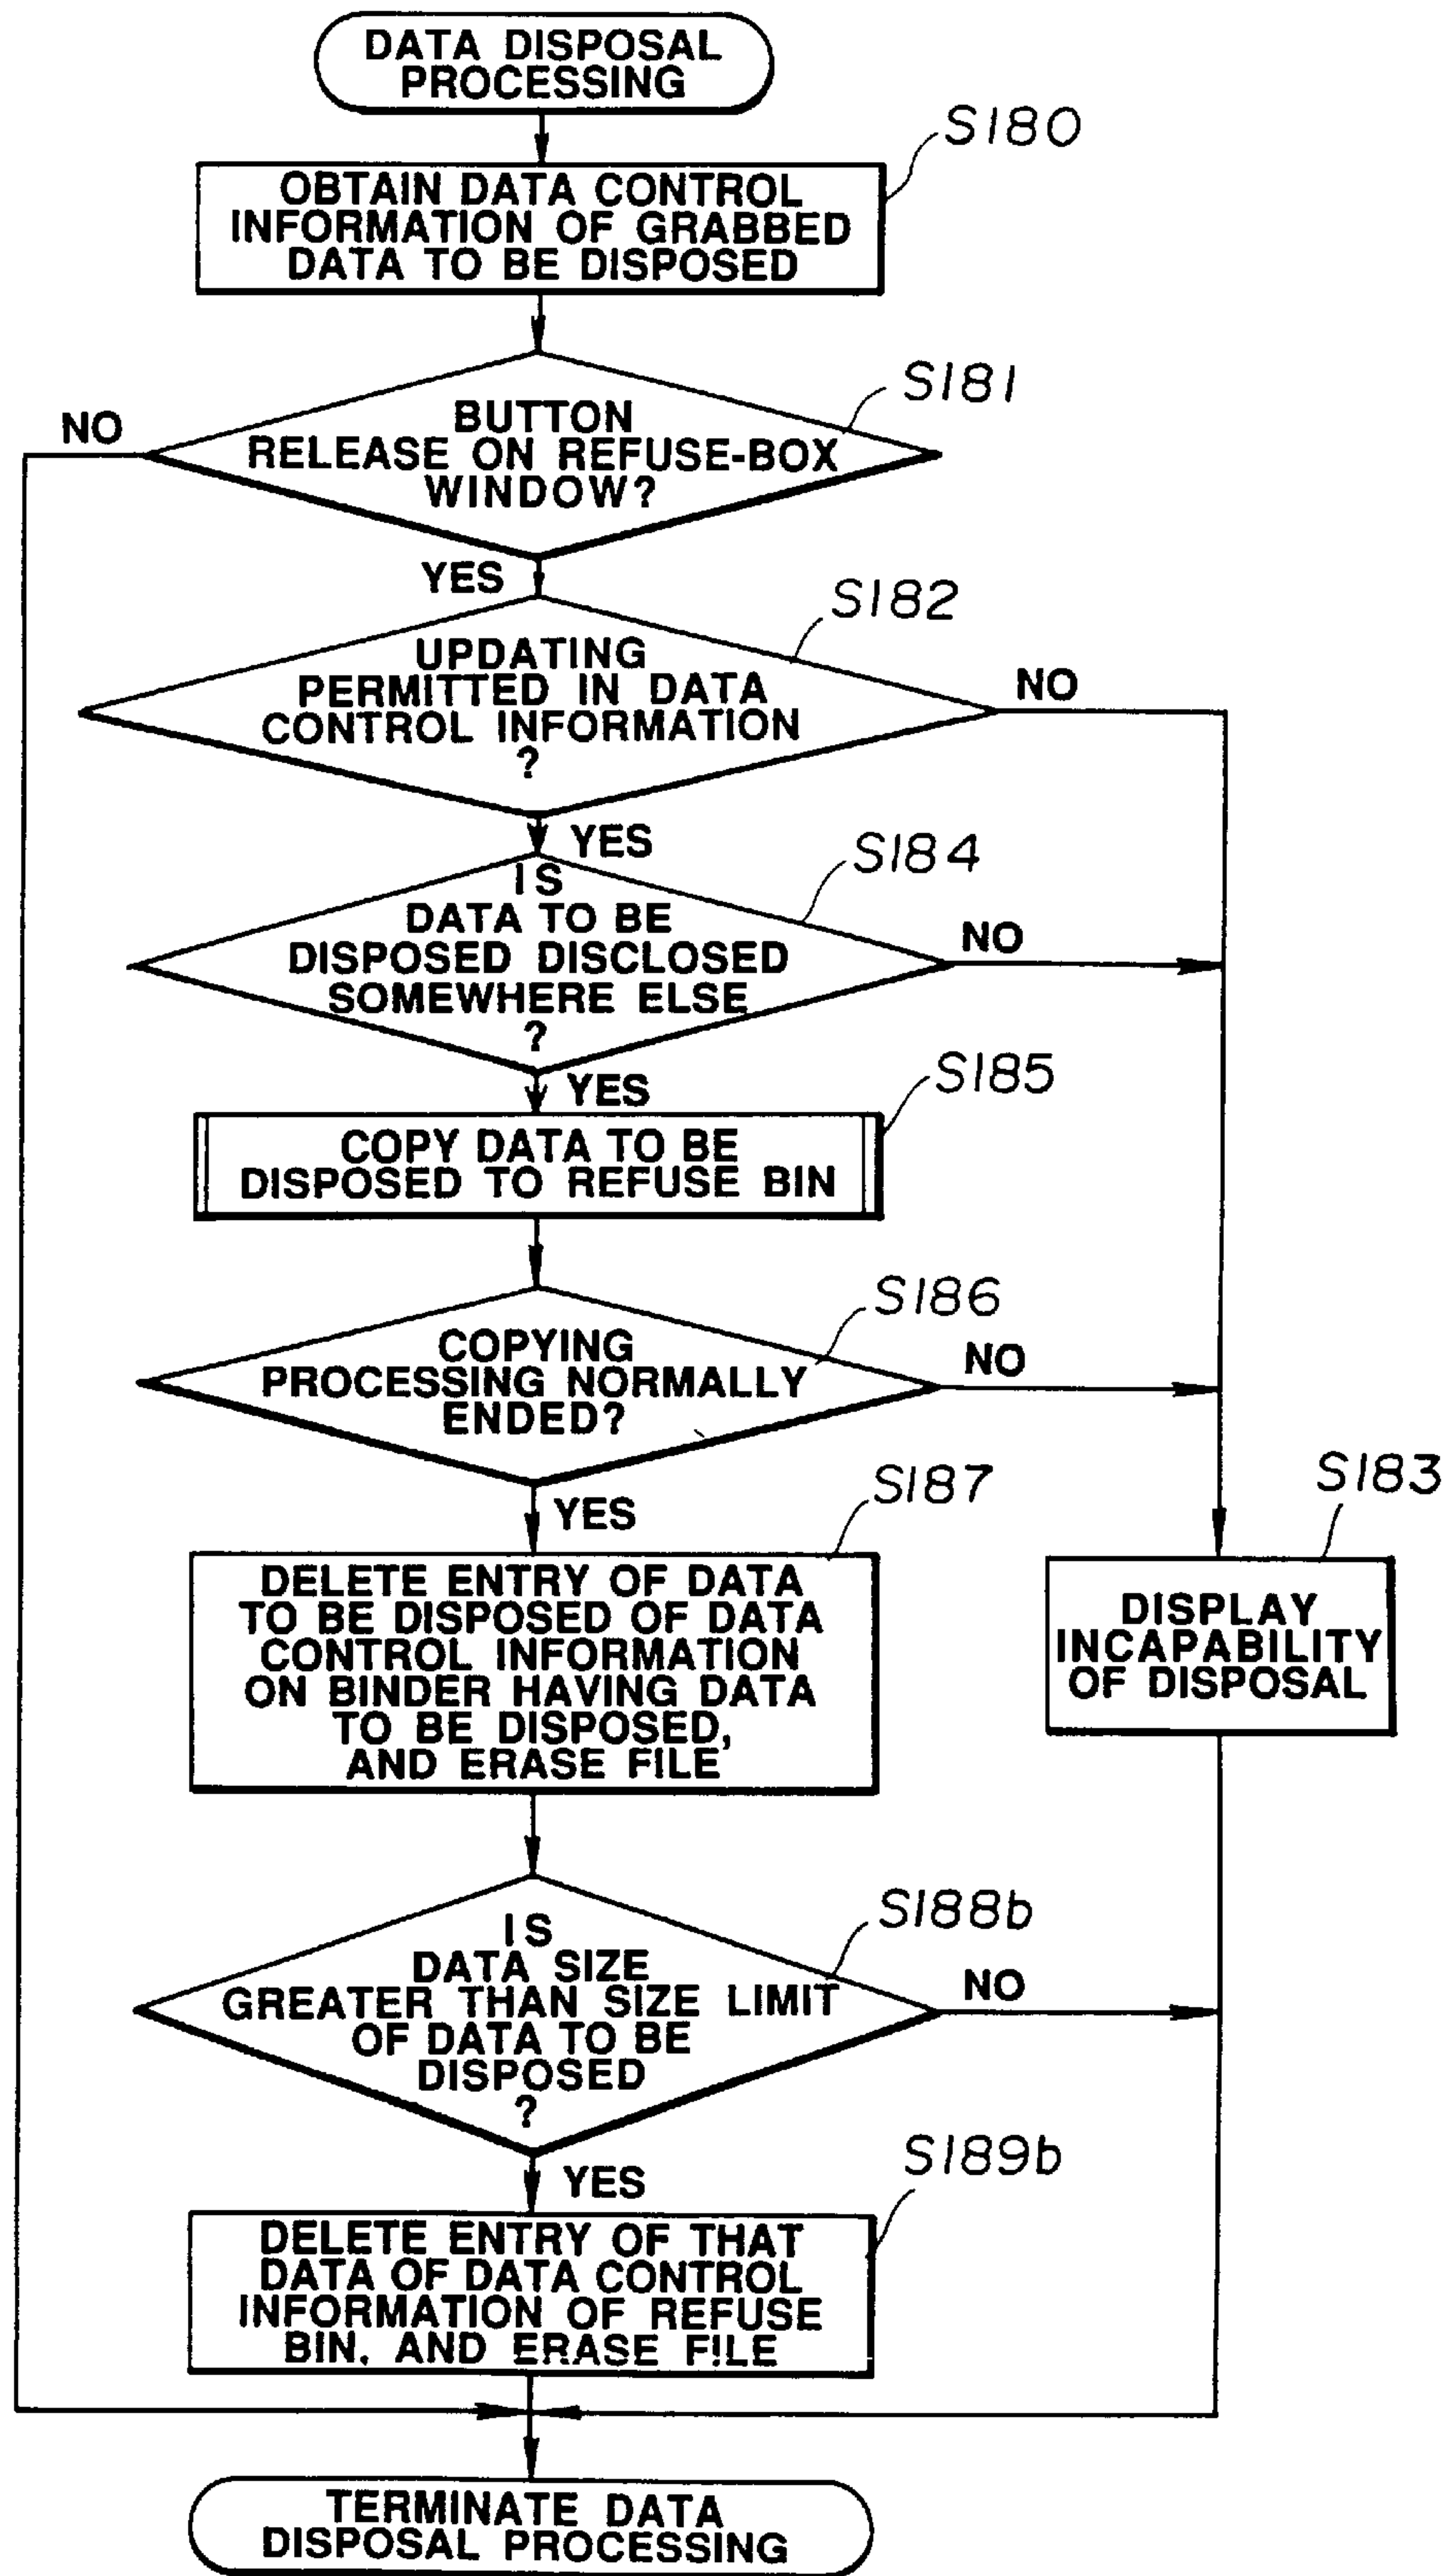 DATA DISPOSAL
PROCESSING
S180
OBTAIN DATA CONTROL
INFORMATION OF GRABBED
DATA TO BE DISPOSED
S181
NO
BUTTON
RELEASE ON REFUSE-BOX
WINDOW?
YES
S182
UPDATING
PERMITTED IN DATA
CONTROL INFORMATION
?
NO
YES
S184
IS
DATA TO BE
DISPOSED DISCLOSED
SOMEWHERE ELSE
?
NO
YES
S185
COPY DATA TO BE
DISPOSED TO REFUSE BIN
S186
COPYING
PROCESSING NORMALLY
ENDED?
NO
YES
S187
S183
DELETE ENTRY OF DATA
TO BE DISPOSED OF DATA
CONTROL INFORMATION
ON BINDER HAVING DATA
TO BE DISPOSED,
AND ERASE FILE
DISPLAY
INCAPABILITY
OF DISPOSAL
S188b
IS
DATA SIZE
GREATER THAN SIZE LIMIT
OF DATA TO BE
DISPOSED
?
NO
YES
S189b
DELETE ENTRY OF THAT
DATA OF DATA CONTROL
INFORMATION OF REFUSE
BIN. AND ERASE FILE
TERMINATE DATA
DISPOSAL PROCESSING